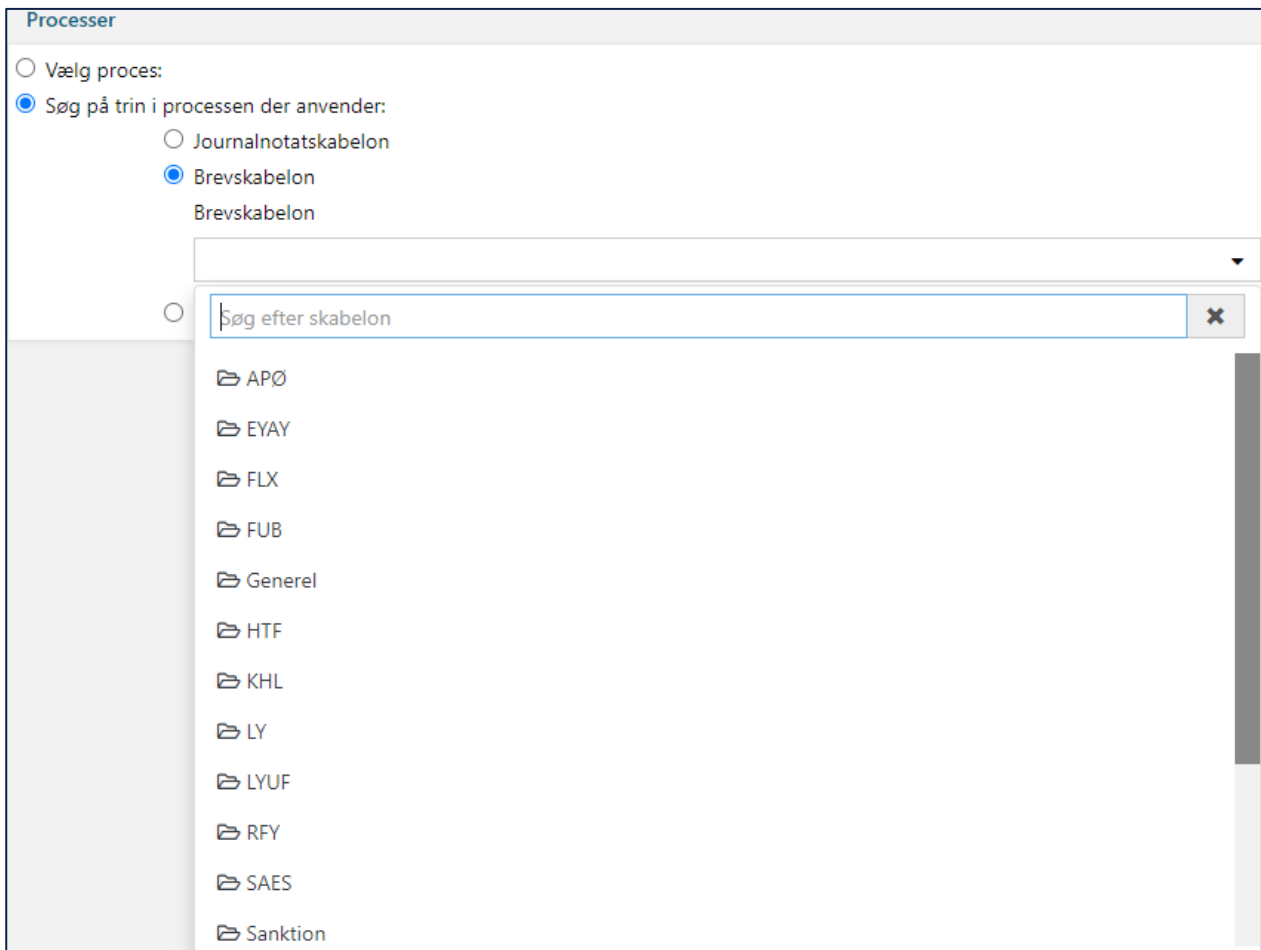 Processer
Vælg proces:
Søg på trin i processen der anvender:
Journalnotatskabelon
Brevskabelon
Brevskabelon
Søg efter skabelon
APØ
EYAY
FLX
FUB
Generel
HTF
KHL
LY
LYUF
RFY
SAES
Sanktion